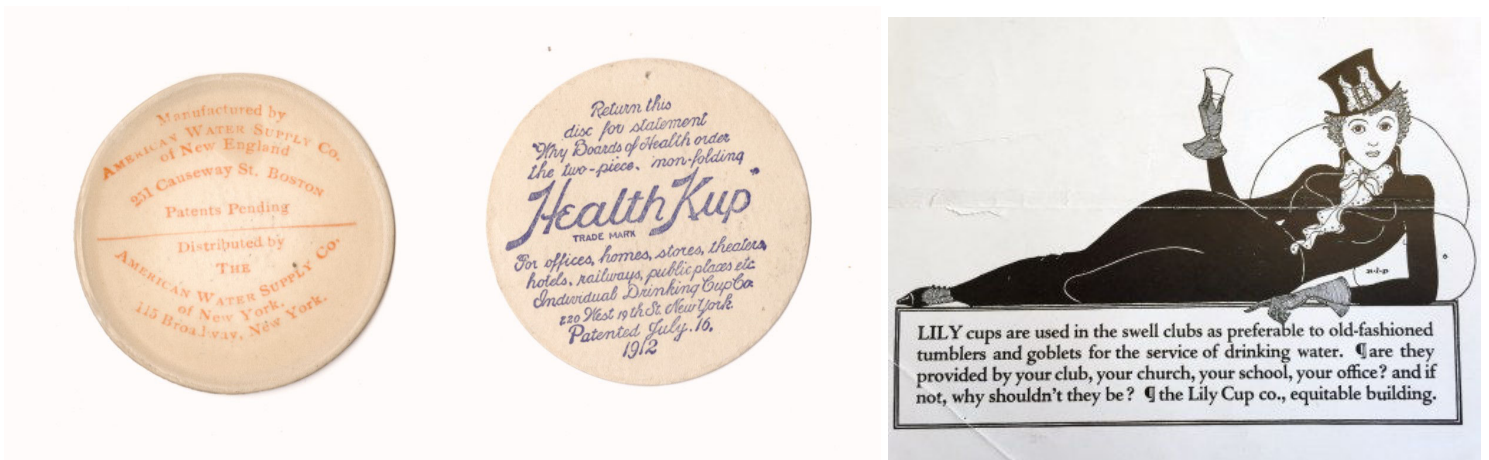 Manufactured by
AMERICAN WATER SUPPLY CO.
of New England
251 Causeway St. BOSTON
Patents Pending
Distributed by
THE
AMERICAN WATER SUPPLY CO.
of New York.
115 Broadway, New York.
Return this
disc for statement
"Why Boards of Health order
the two-piece, non-folding
Health Kup"
TRADE MARK
For offices, homes, stores, theaters,
hotels, railways, public places etc.
Individual Drinking Cup Co.
220 West 19th St. New York
Patented July. 16,
1912
n-l-p
LILY cups are used in the swell clubs as preferable to old-fashioned
tumblers and goblets for the service of drinking water. ¶ are they
provided by your club, your church, your school, your office? and if
not, why shouldn't they be? ¶ the Lily Cup co., equitable building.